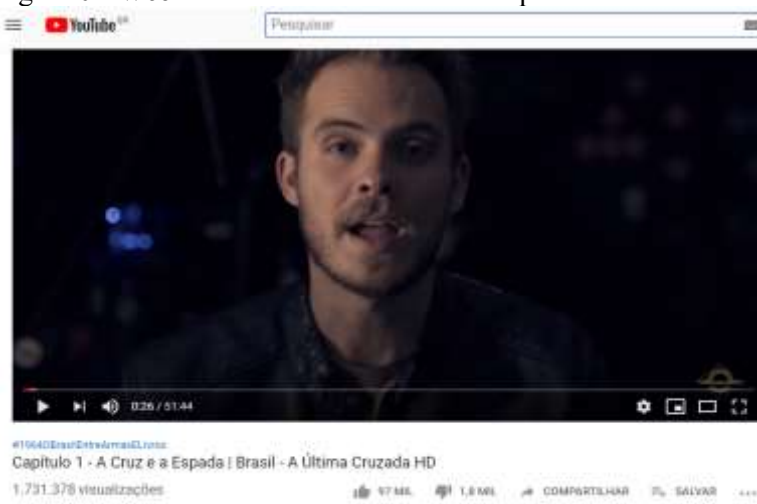 YouTube BR
Pesquisar
0:26 / 51:44
#1964OBrasilEntreArmasELivros
Capítulo 1 - A Cruz e a Espada | Brasil - A Última Cruzada HD
1.731.378 visualizações
97 MIL 1,8 MIL COMPARTILHAR SALVAR